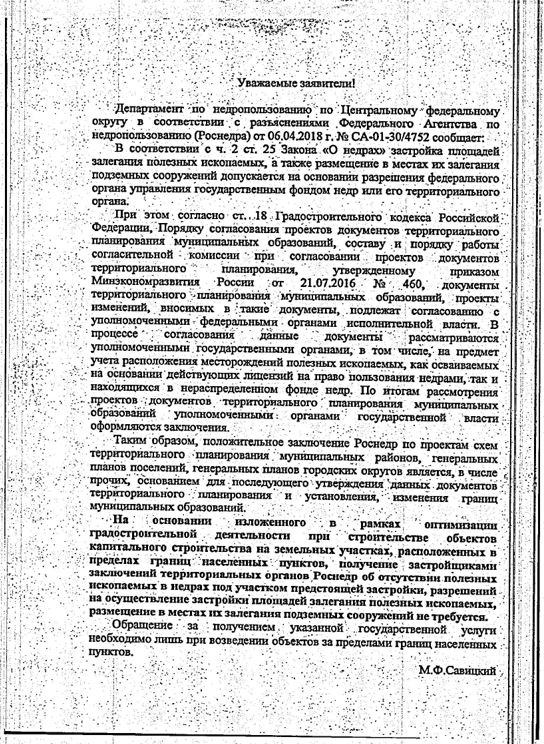 Уважаемые заявители!
Департамент по недропользованию по Центральному федеральному
округу в соответствии с разъяснениями Федерального Агентства по
недропользованию (Роснедра) от 06.04.2018 г. № СА-01-30/4752 сообщает:
В соответствии с ч. 2 ст. 25 Закона «О недрах» застройка площадей
залегания полезных ископаемых, а также размещение в местах их залегания
подземных сооружений допускается на основании разрешения федерального
органа управления государственным фондом недр или его территориального
органа.
При этом согласно ст. 18 Градостроительного кодекса Российской
Федерации, Порядку согласования проектов документов территориального
планирования муниципальных образований, составу и порядку работы
согласительной комиссии при согласовании проектов документов
территориального планирования, утвержденному приказом
Минэкономразвития России от 21.07.2016 № 460, документы
территориального планирования муниципальных образований, проекты
изменений, вносимых в такие документы, подлежат согласованию с
уполномоченными федеральными органами исполнительной власти. В
процессе согласования данные документы рассматриваются
уполномоченными государственными органами, в том числе, на предмет
учета расположения месторождений полезных ископаемых, как осваиваемых
на основании действующих лицензий на право пользования недрами, так и
находящихся в нераспределенном фонде недр. По итогам рассмотрения
проектов документов территориального планирования муниципальных
образований уполномоченными органами государственной власти
оформляются заключения.
Таким образом, положительное заключение Роснедр по проектам схем
территориального планирования муниципальных районов, генеральных
планов поселений, генеральных планов городских округов является, в числе
прочих, основанием для последующего утверждения данных документов
территориального планирования и установления, изменения границ
муниципальных образований.
На основании изложенного в рамках оптимизации
градостроительной деятельности при строительстве объектов
капитального строительства на земельных участках, расположенных в
пределах границ населенных пунктов, получение застройщиками
заключений территориальных органов Роснедр об отсутствии полезных
ископаемых в недрах под участком предстоящей застройки, разрешений
на осуществление застройки площадей залегания полезных ископаемых,
размещение в местах их залегания подземных сооружений не требуется.
Обращение за получением указанной государственной услуги
необходимо лишь при возведении объектов за пределами границ населенных
пунктов.
М.Ф.Савицкий